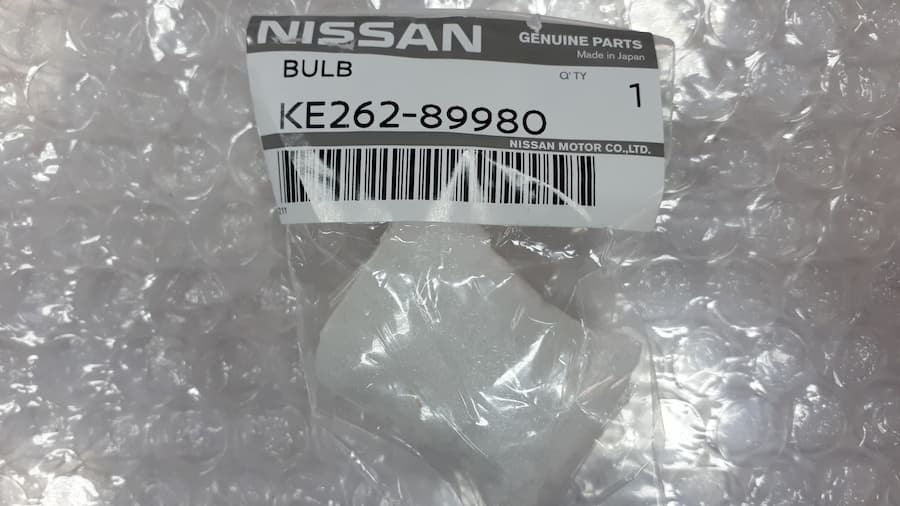 NISSAN
GENUINE PARTS
Made in Japan
BULB
Q'TY
1
KE262-89980
NISSAN MOTOR CO.,LTD.